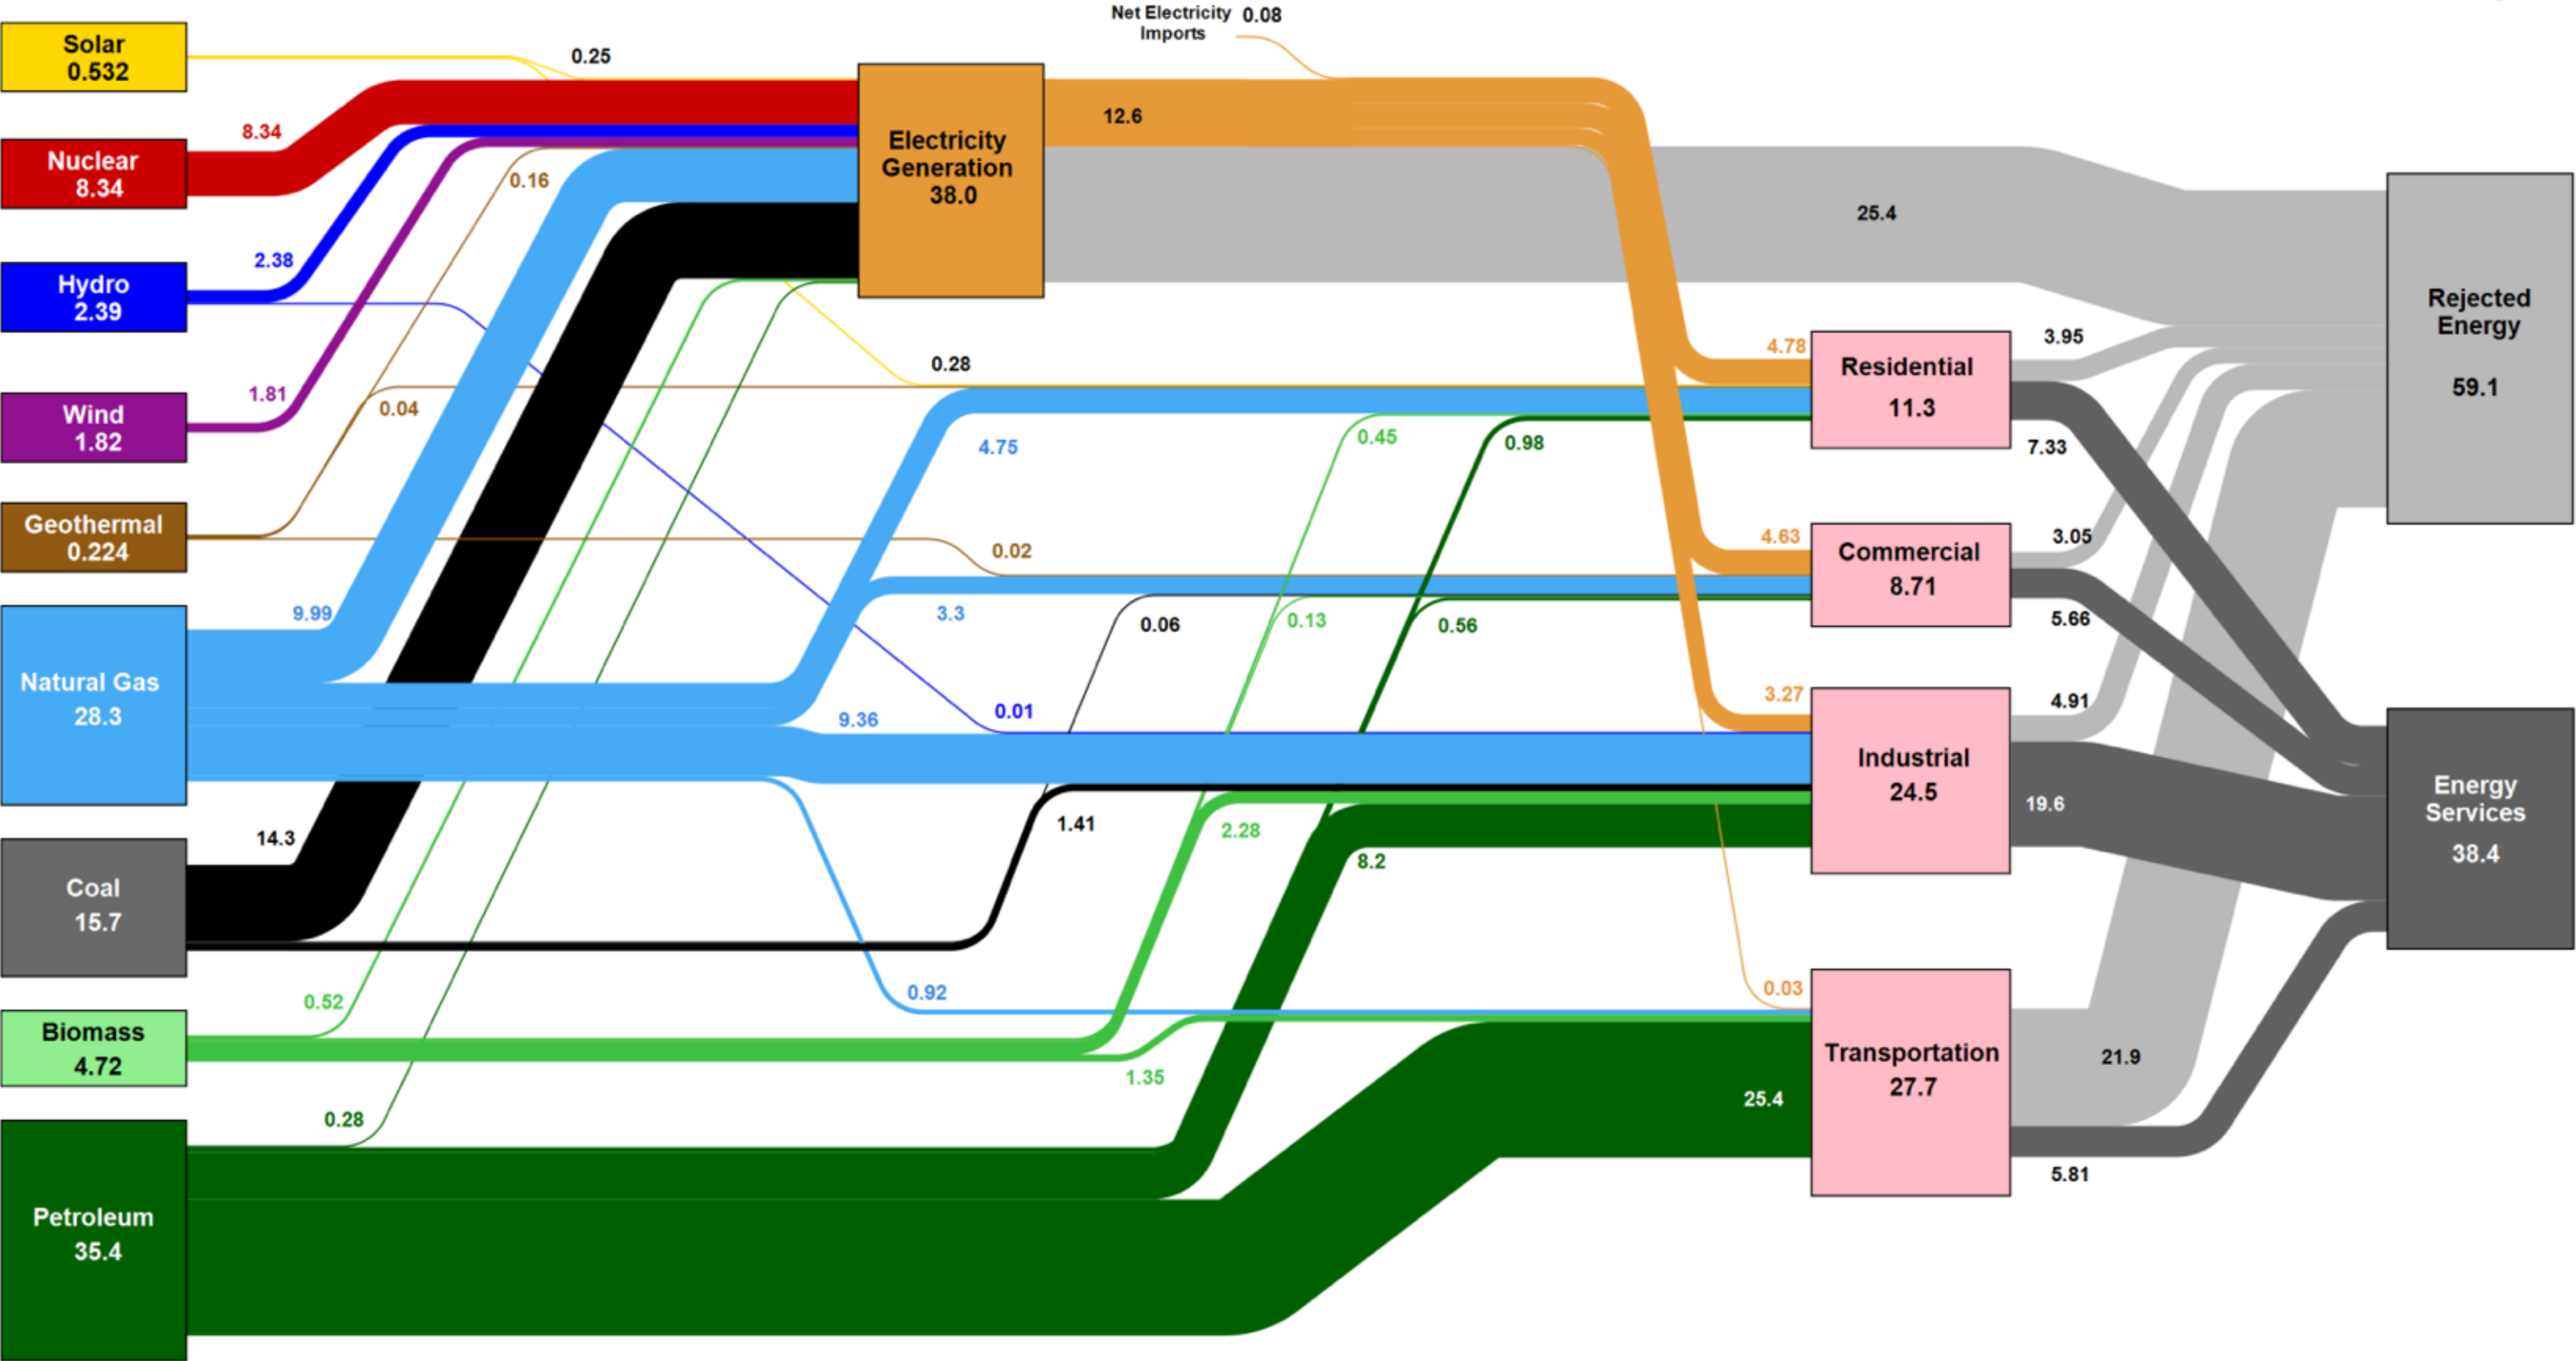 Net Electricity 0.08
Imports
Solar
0.532
0.25
Nuclear
8.34
8.34
Hydro
2.39
2.38
Wind
1.82
1.81
Geothermal
0.224
0.16
0.04
Natural Gas
28.3
9.99
Coal
15.7
14.3
Biomass
4.72
0.52
Petroleum
35.4
0.28
Electricity
Generation
38.0
12.6
25.4
0.28
4.75
0.02
3.3
0.01
9.36
0.06
1.41
0.92
0.45
0.98
0.13
0.56
2.28
8.2
1.35
25.4
4.78
4.63
3.27
0.03
Residential
11.3
3.95
7.33
Commercial
8.71
3.05
5.66
Industrial
24.5
4.91
19.6
Transportation
27.7
21.9
5.81
Rejected
Energy
59.1
Energy
Services
38.4